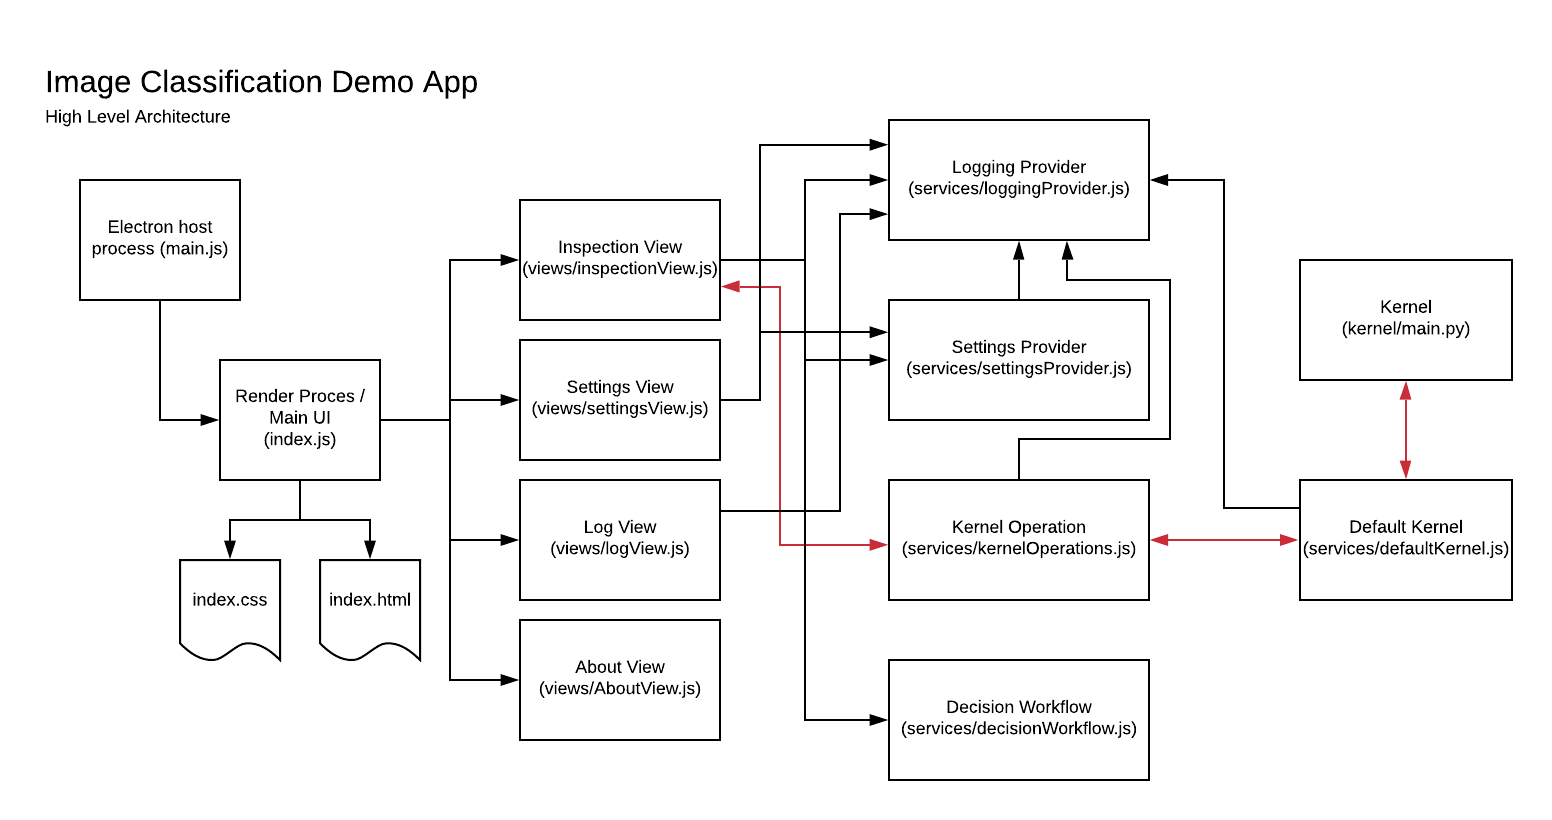 Image Classification Demo App
High Level Architecture
Electron host
process (main.js)
Render Proces /
Main UI
(index.js)
index.css
index.html
Inspection View
(views/inspectionView.js)
Settings View
(views/settingsView.js)
Log View
(views/logView.js)
About View
(views/AboutView.js)
Logging Provider
(services/loggingProvider.js)
Settings Provider
(services/settingsProvider.js)
Kernel Operation
(services/kernelOperations.js)
Decision Workflow
(services/decisionWorkflow.js)
Kernel
(kernel/main.py)
Default Kernel
(services/defaultKernel.js)